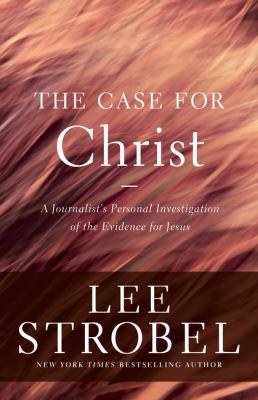 THE CASE FOR
Christ
A Journalist's Personal Investigation
of the Evidence for Jesus
LEE
STROBEL
NEW YORK TIMES BESTSELLING AUTHOR